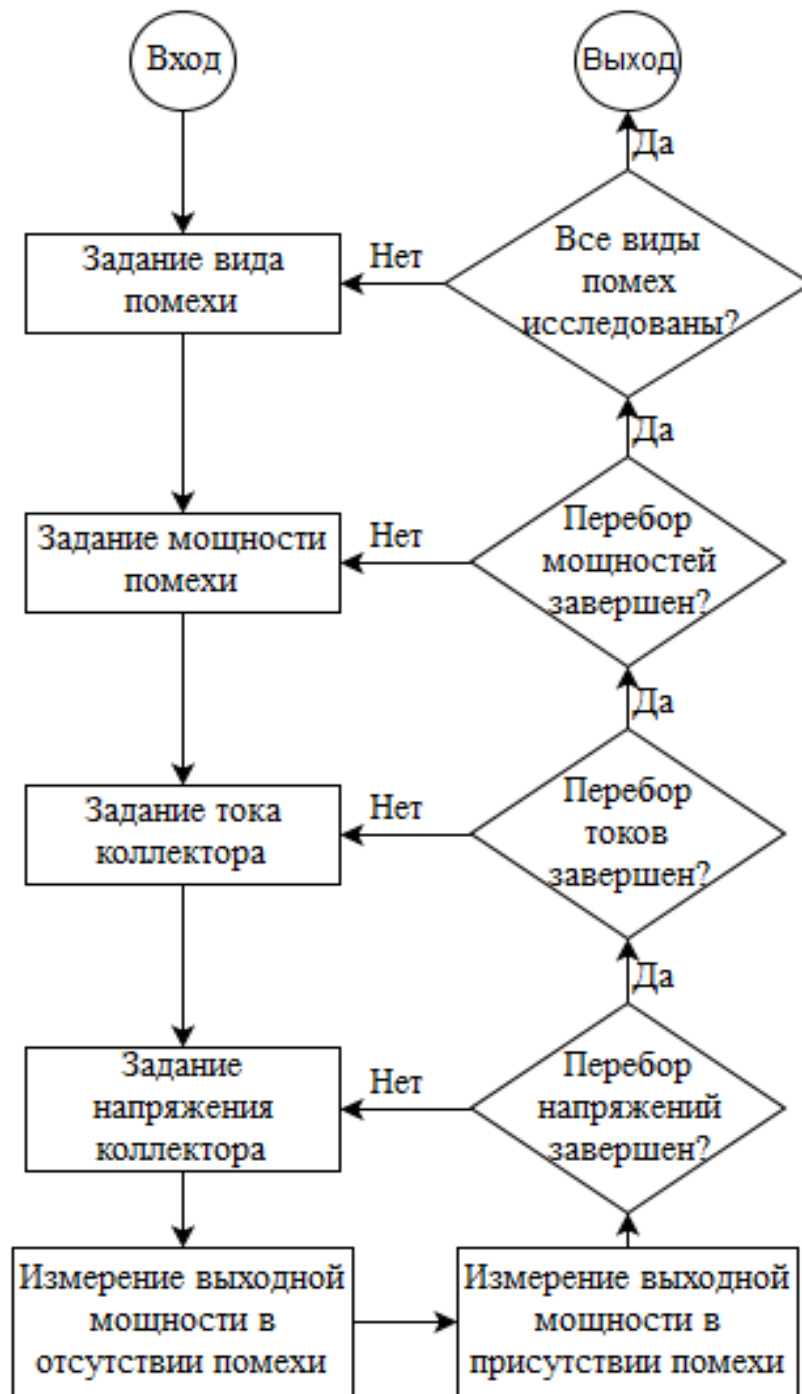 Вход
Выход
Да
Все виды
помех
исследованы?
Нет
Задание вида
помехи
Да
Перебор
мощностей
завершен?
Нет
Задание мощности
помехи
Да
Перебор
токов
завершен?
Нет
Задание тока
коллектора
Да
Перебор
напряжений
завершен?
Нет
Задание
напряжения
коллектора
Измерение выходной
мощности в
отсутствии помехи
Измерение выходной
мощности в
присутствии помехи